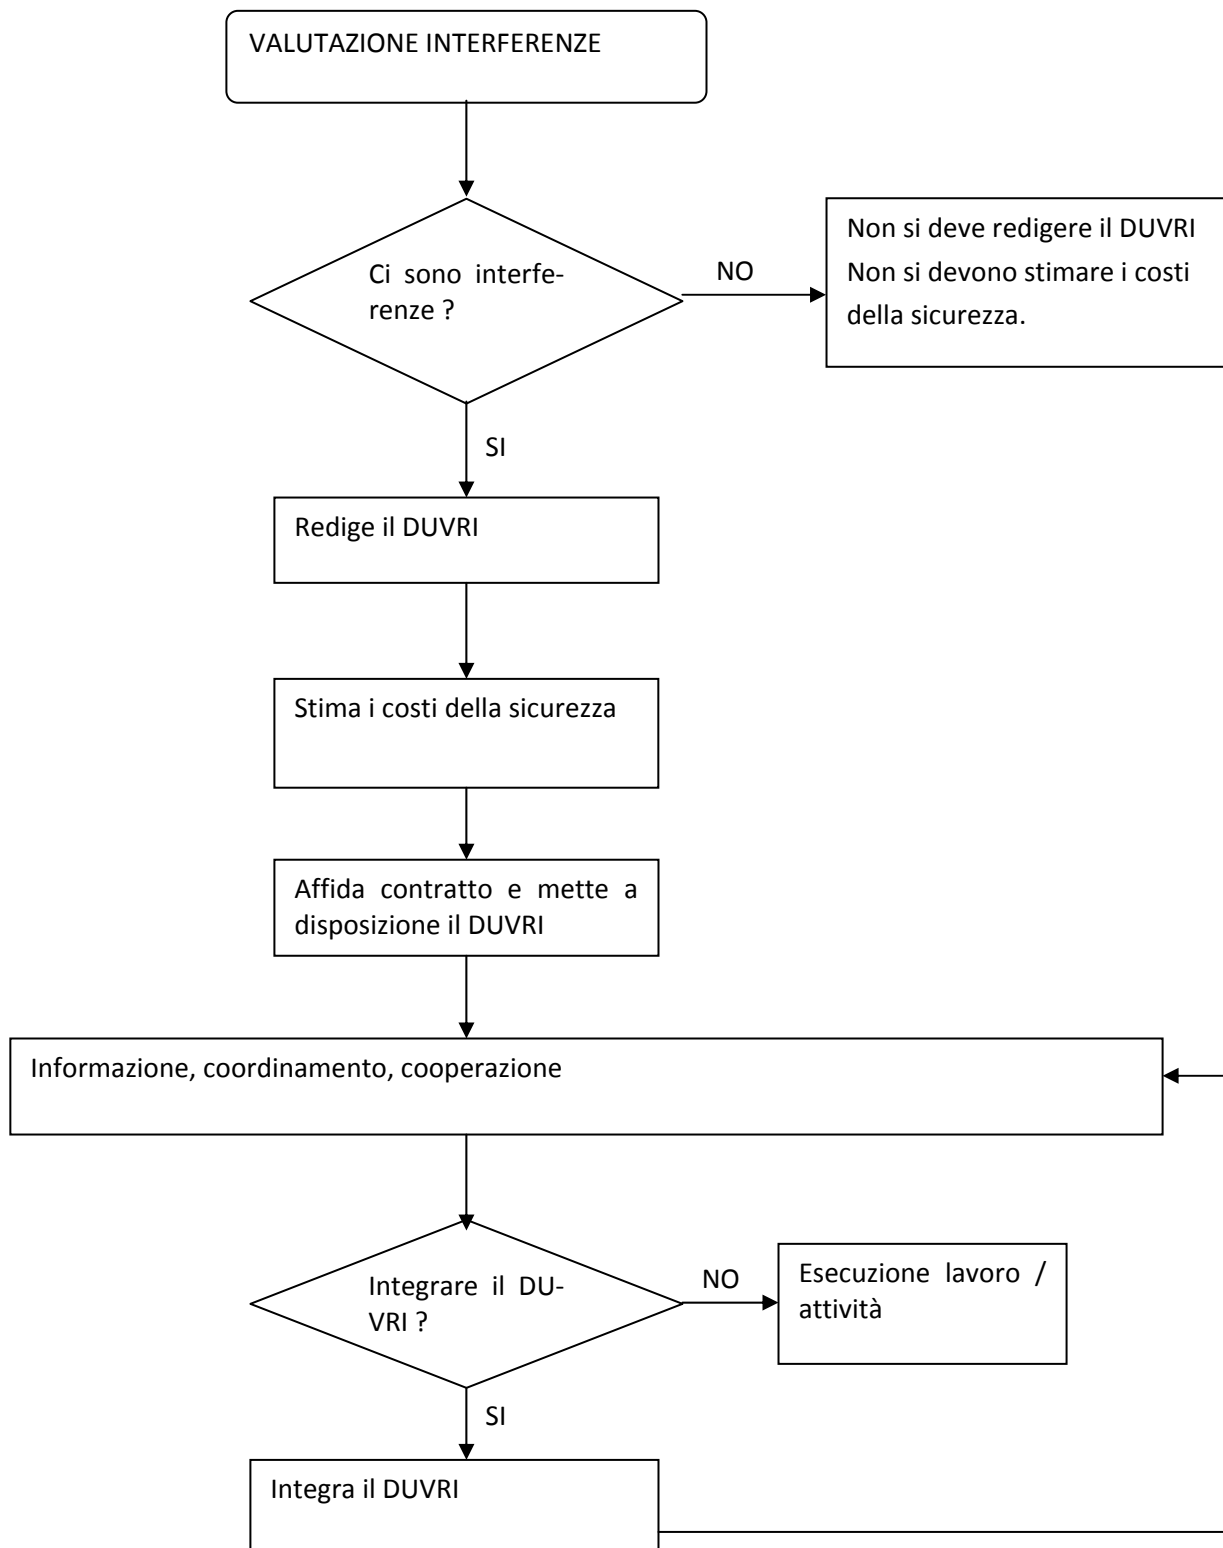 VALUTAZIONE INTERFERENZE
Ci sono interfe-
renze ?
NO
Non si deve redigere il DUVRI
Non si devono stimare i costi
della sicurezza.
SI
Redige il DUVRI
Stima i costi della sicurezza
Affida contratto e mette a
disposizione il DUVRI
Informazione, coordinamento, cooperazione
Integrare il DU-
VRI ?
NO
Esecuzione lavoro /
attività
SI
Integra il DUVRI